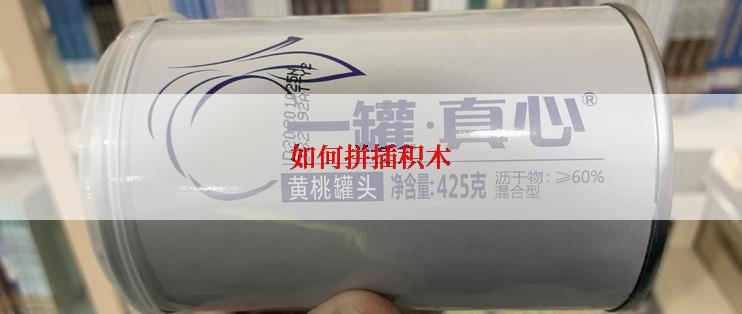 一罐·真心®
如何拼插积木
黄桃罐头 净含量:425克 沥干物:≥60%
混合型